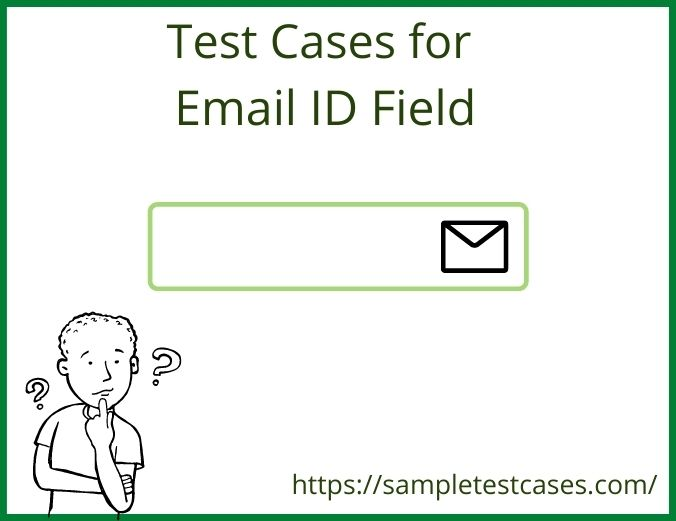 Test Cases for
Email ID Field
?
?
https://sampletestcases.com/